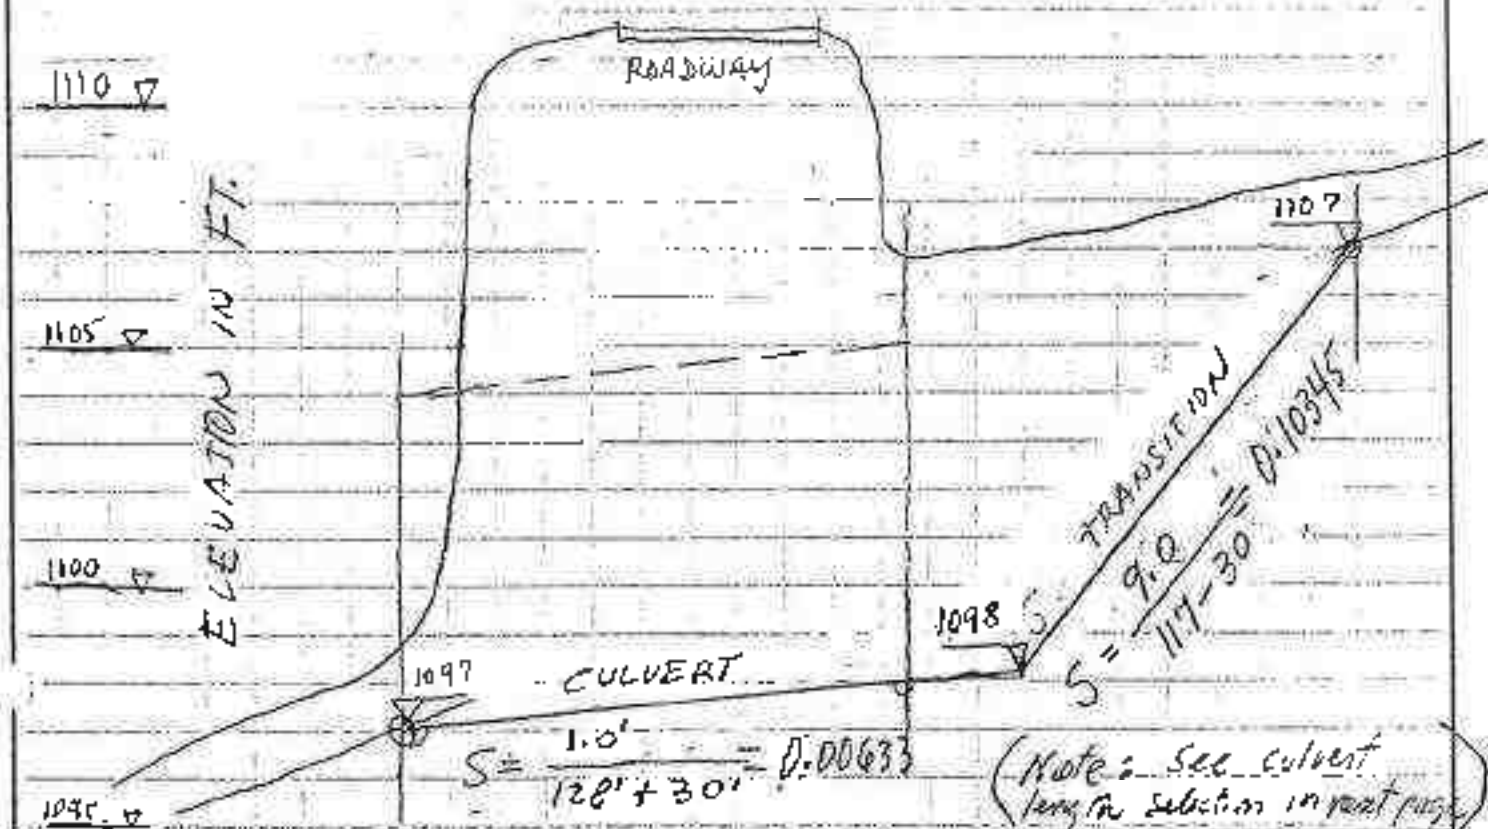 ROADWAY
1110
1107
ELEVATION IN FT.
1105
TRANSITION
S = 9.0 / 117-30 = 0.10345
1100
1098
1097
CULVERT
S = 1.0' / 128' + 30' = 0.00633
(Note: See culvert
length selection in next page)
1095